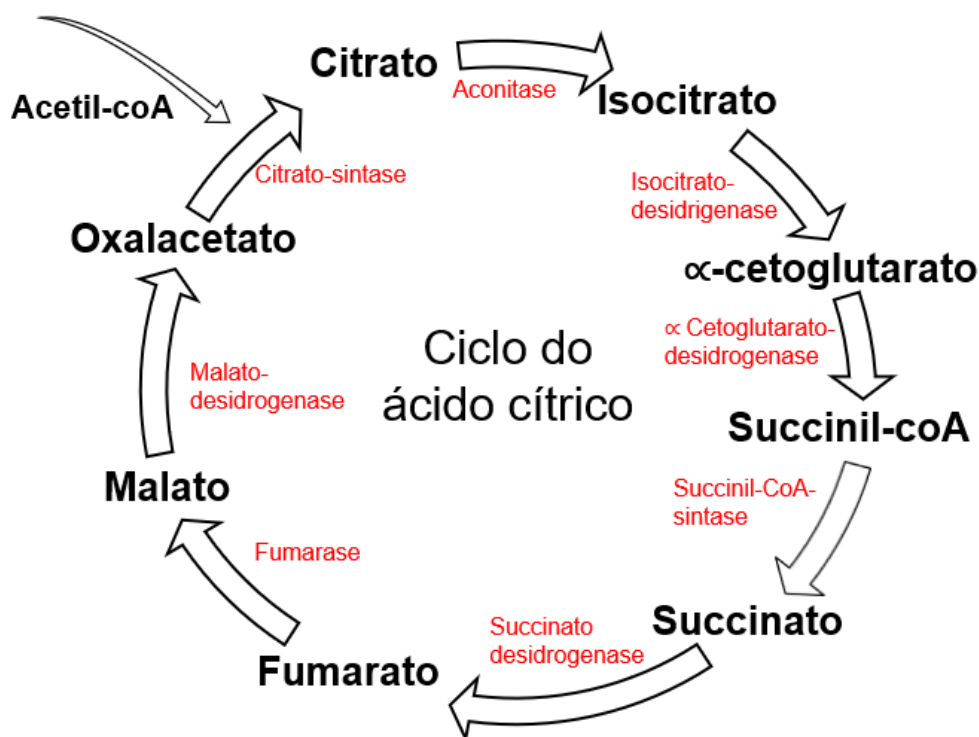 Citrato
Aconitase
Isocitrato
Acetil-coA
Citrato-sintase
Isocitrato-
desidrigenase
Oxalacetato
∝-cetoglutarato
∝ Cetoglutarato-
desidrogenase
Ciclo do
ácido cítrico
Malato-
desidrogenase
Succinil-coA
Malato
Succinil-CoA-
sintase
Fumarase
Succinato
Succinato
desidrogenase
Fumarato